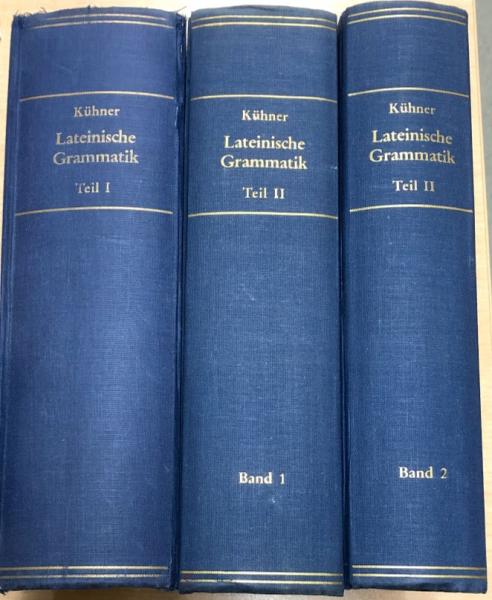 Kühner
Lateinische
Grammatik
Teil I
Kühner
Lateinische
Grammatik
Teil II
Band 1
Kühner
Lateinische
Grammatik
Teil II
Band 2